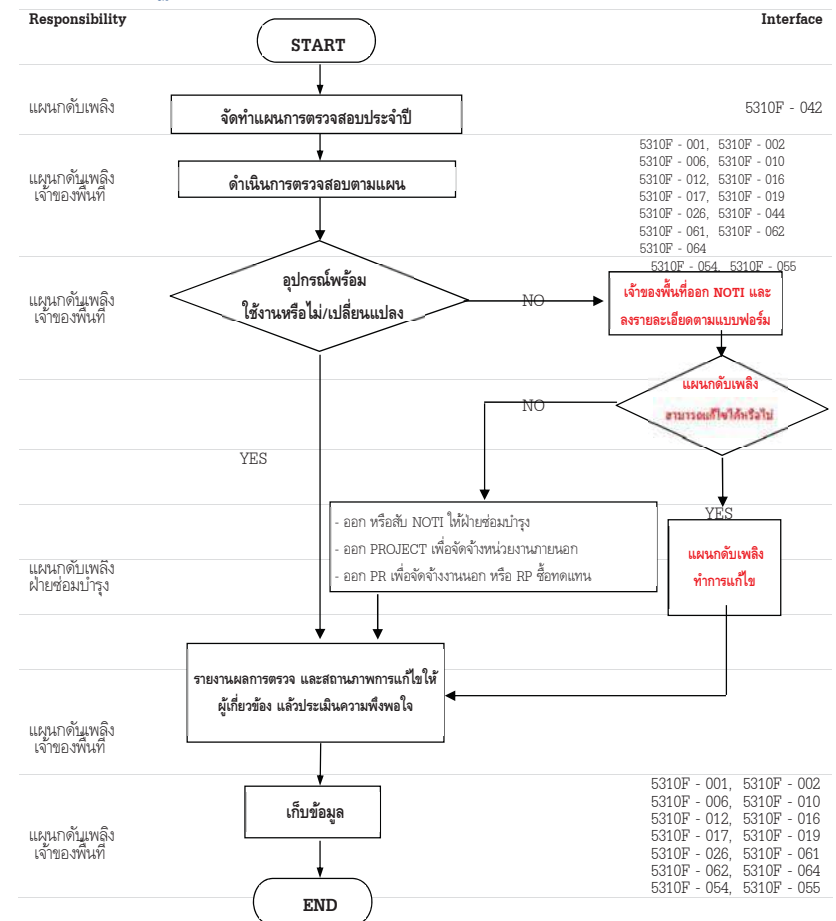 Responsibility
Interface
START
แผนกดับเพลิง
จัดทำแผนการตรวจสอบประจำปี
5310F - 042
แผนกดับเพลิง
เจ้าของพื้นที่
ดำเนินการตรวจสอบตามแผน
5310F - 001, 5310F - 002
5310F - 006, 5310F - 010
5310F - 012, 5310F - 016
5310F - 017, 5310F - 019
5310F - 026, 5310F - 044
5310F - 061, 5310F - 062
5310F - 064
5310F - 054, 5310F - 055
แผนกดับเพลิง
เจ้าของพื้นที่
อุปกรณ์พร้อม
ใช้งานหรือไม่/เปลี่ยนแปลง
NO
เจ้าของพื้นที่ออก NOTI และ
ลงรายละเอียดตามแบบฟอร์ม
แผนกดับเพลิง
สามารถแก้ไขได้หรือไม่
NO
YES
YES
- ออก หรือสับ NOTI ให้ฝ่ายซ่อมบำรุง
- ออก PROJECT เพื่อจัดจ้างหน่วยงานภายนอก
- ออก PR เพื่อจัดจ้างงานนอก หรือ RP ซื้อทดแทน
แผนกดับเพลิง
ทำการแก้ไข
แผนกดับเพลิง
ฝ่ายซ่อมบำรุง
รายงานผลการตรวจ และสถานภาพการแก้ไขให้
ผู้เกี่ยวข้อง แล้วประเมินความพึงพอใจ
แผนกดับเพลิง
เจ้าของพื้นที่
เก็บข้อมูล
แผนกดับเพลิง
เจ้าของพื้นที่
5310F - 001, 5310F - 002
5310F - 006, 5310F - 010
5310F - 012, 5310F - 016
5310F - 017, 5310F - 019
5310F - 026, 5310F - 061
5310F - 062, 5310F - 064
5310F - 054, 5310F - 055
END